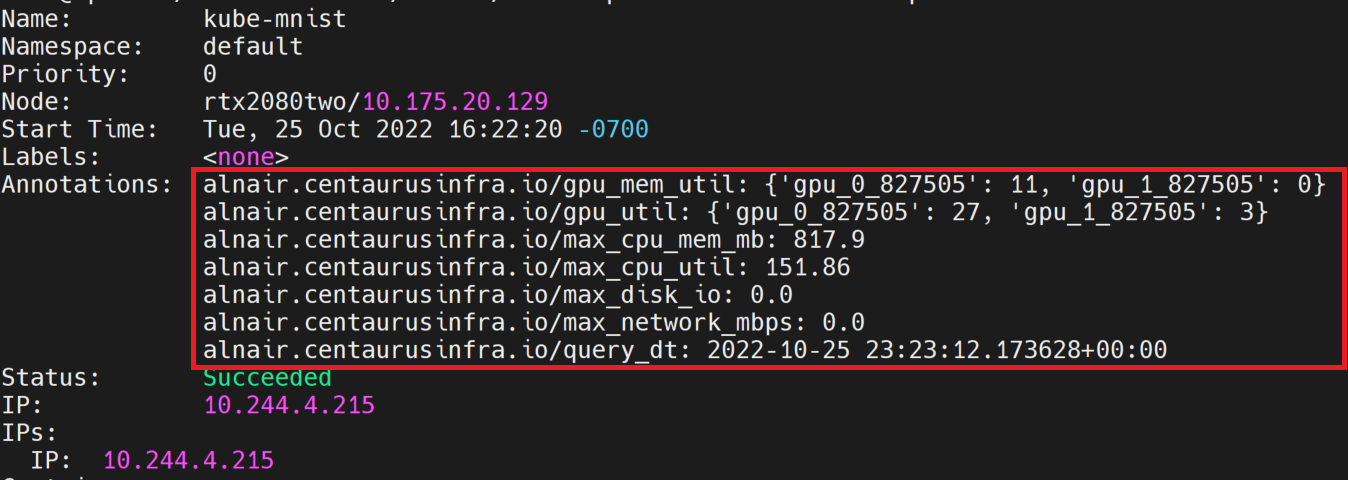 Name: kube-mnist
Namespace: default
Priority: 0
Node: rtx2080two/10.175.20.129
Start Time: Tue, 25 Oct 2022 16:22:20 -0700
Labels: <none>
Annotations: alnair.centaurusinfra.io/gpu_mem_util: {'gpu_0_827505': 11, 'gpu_1_827505': 0}
alnair.centaurusinfra.io/gpu_util: {'gpu_0_827505': 27, 'gpu_1_827505': 3}
alnair.centaurusinfra.io/max_cpu_mem_mb: 817.9
alnair.centaurusinfra.io/max_cpu_util: 151.86
alnair.centaurusinfra.io/max_disk_io: 0.0
alnair.centaurusinfra.io/max_network_mbps: 0.0
alnair.centaurusinfra.io/query_dt: 2022-10-25 23:23:12.173628+00:00
Status: Succeeded
IP: 10.244.4.215
IPs:
IP: 10.244.4.215